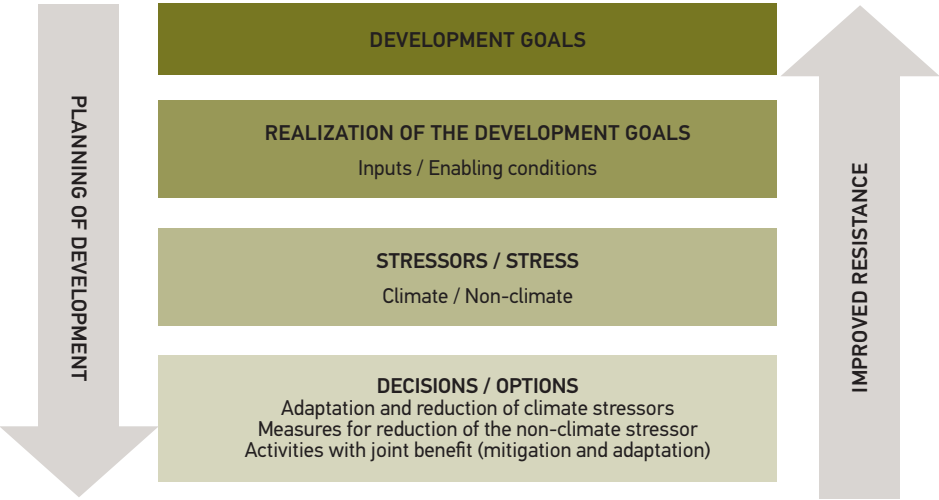 PLANNING OF DEVELOPMENT
DEVELOPMENT GOALS
REALIZATION OF THE DEVELOPMENT GOALS
Inputs / Enabling conditions
STRESSORS / STRESS
Climate / Non-climate
DECISIONS / OPTIONS
Adaptation and reduction of climate stressors
Measures for reduction of the non-climate stressor
Activities with joint benefit (mitigation and adaptation)
IMPROVED RESISTANCE